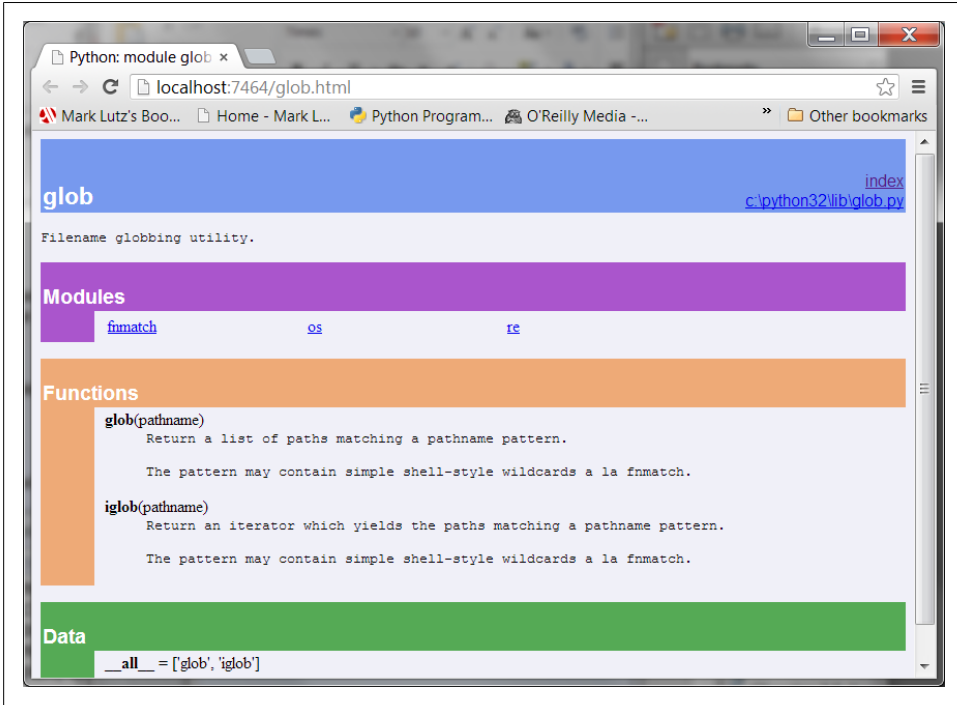 Python: module glob ×
localhost:7464/glob.html
Mark Lutz's Boo... Home - Mark L... Python Program... O'Reilly Media -... » Other bookmarks
index
glob
c:\python32\lib\glob.py
Filename globbing utility.
Modules
fnmatch os re
Functions
glob(pathname)
Return a list of paths matching a pathname pattern.
The pattern may contain simple shell-style wildcards a la fnmatch.
iglob(pathname)
Return an iterator which yields the paths matching a pathname pattern.
The pattern may contain simple shell-style wildcards a la fnmatch.
Data
__all__ = ['glob', 'iglob']